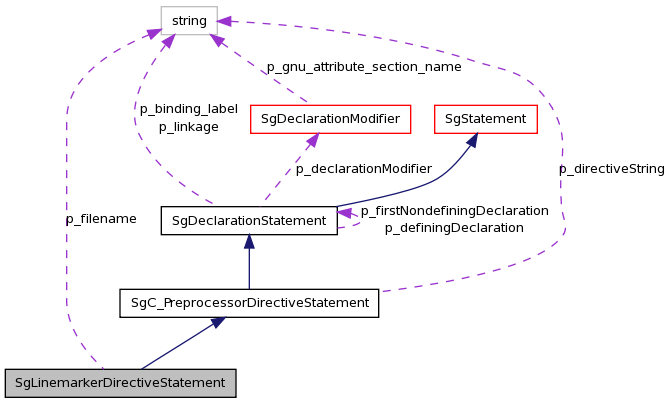 string
p_gnu_attribute_section_name
p_binding_label
p_linkage
SgDeclarationModifier
SgStatement
p_declarationModifier
p_directiveString
p_filename
SgDeclarationStatement
p_firstNondefiningDeclaration
p_definingDeclaration
SgC_PreprocessorDirectiveStatement
SgLinemarkerDirectiveStatement